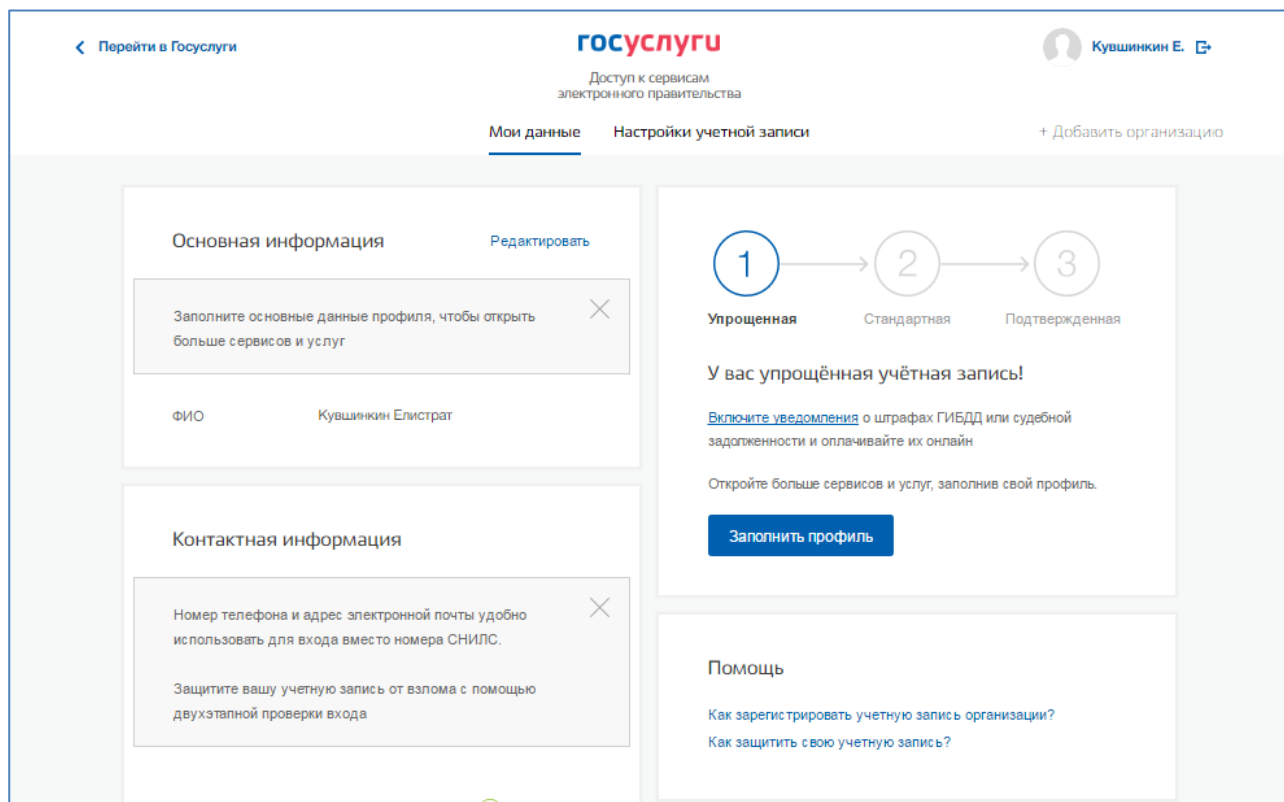 Перейти в Госуслуги
госуслуги
Кувшинкин Е.
Доступ к сервисам
электронного правительства
Мои данные
Настройки учетной записи
+ Добавить организацию
Основная информация
Редактировать
Заполните основные данные профиля, чтобы открыть
больше сервисов и услуг
ФИО
Кувшинкин Елистрат
Контактная информация
Номер телефона и адрес электронной почты удобно
использовать для входа вместо номера СНИЛС.
Защитите вашу учетную запись от взлома с помощью
двухэтапной проверки входа
1
2
3
Упрощенная
Стандартная
Подтвержденная
У вас упрощённая учётная запись!
Включите уведомления о штрафах ГИБДД или судебной
задолженности и оплачивайте их онлайн
Откройте больше сервисов и услуг, заполнив свой профиль.
Заполнить профиль
Помощь
Как зарегистрировать учетную запись организации?
Как защитить свою учетную запись?